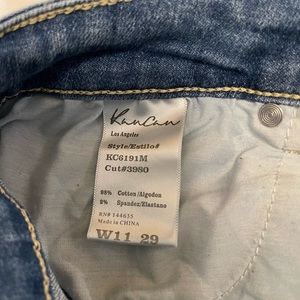 KanCan
Los Angeles
Style/Estilo#
KC6191M
Cut#3980
98% Cotton/Algodon
2% Spandex/Elastano
RN# 144635
Made in CHINA
W11 29